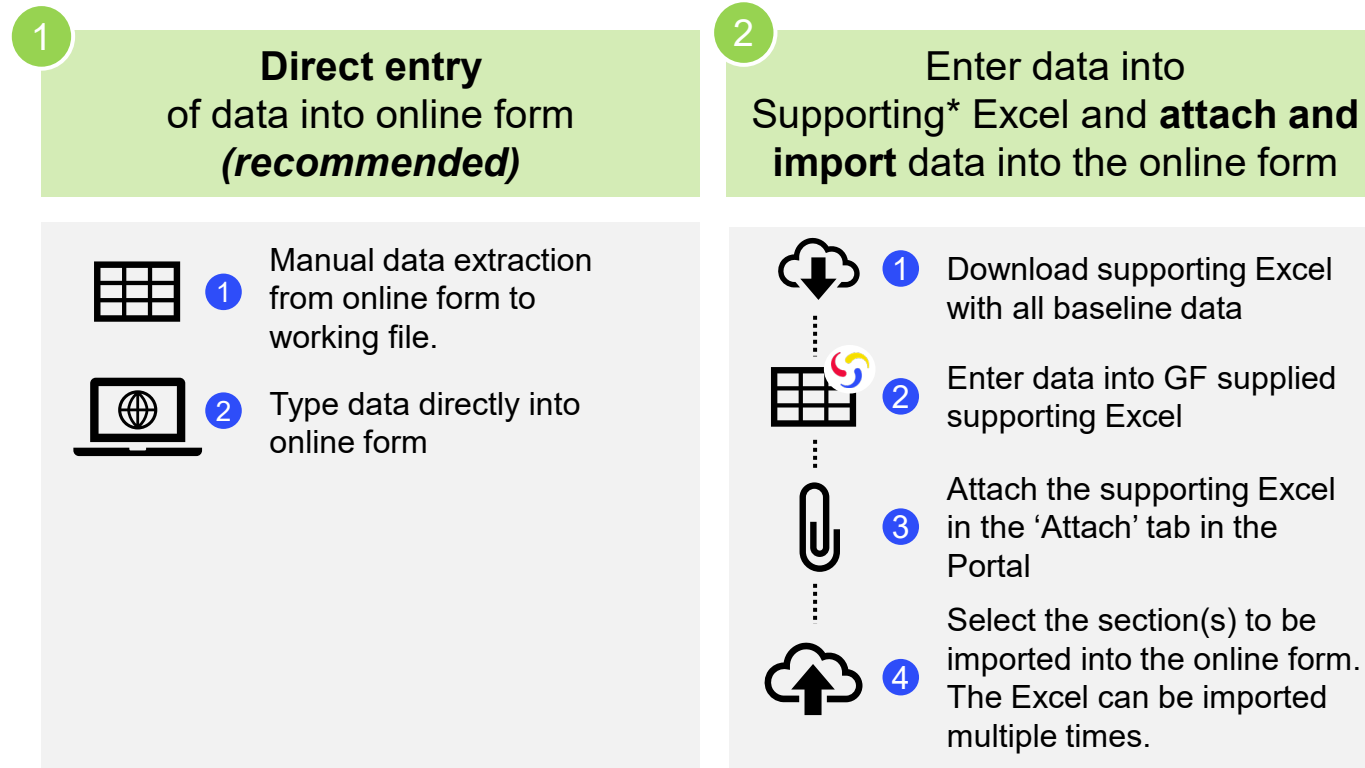 1
Direct entry
of data into online form
(recommended)
1
Manual data extraction
from online form to
working file.
2
Type data directly into
online form
2
Enter data into
Supporting* Excel and attach and
import data into the online form
1
Download supporting Excel
with all baseline data
2
Enter data into GF supplied
supporting Excel
3
Attach the supporting Excel
in the ‘Attach’ tab in the
Portal
4
Select the section(s) to be
imported into the online form.
The Excel can be imported
multiple times.